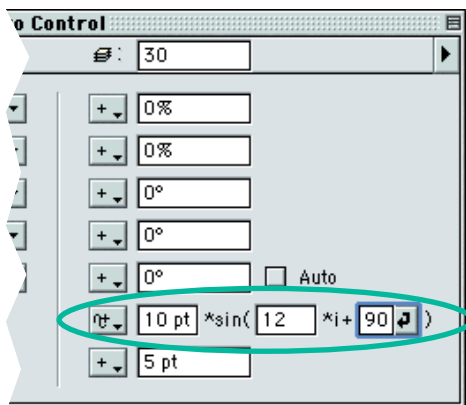 o Control
: 30
+ 0%
+ 0%
+ 0°
+ 0°
+ 0° Auto
10 pt *sin( 12 *i+ 90 )
+ 5 pt